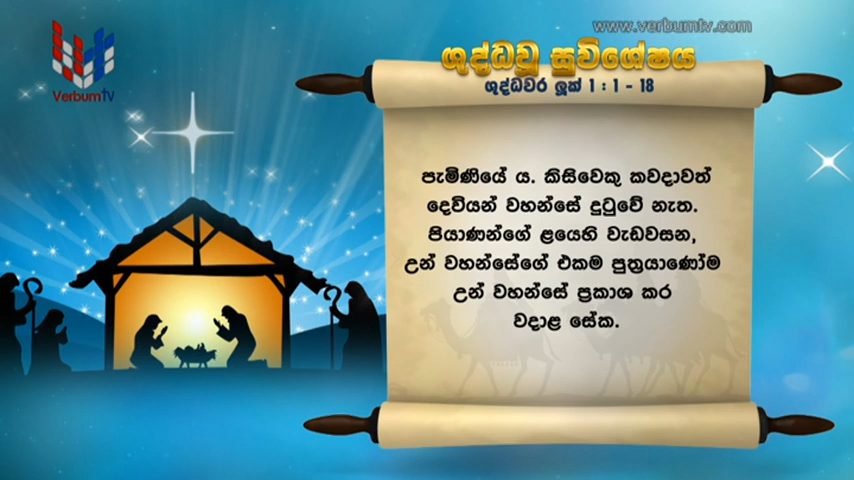 www.verbumtv.com
VerbumTV
ශුද්ධවූ සුවිශේෂය
ශුද්ධවර ලූක් 1 : 1 - 18
පැමිණියේ ය. කිසිවෙකු කවදාවත්
දෙවියන් වහන්සේ දුටුවේ නැත.
පියාණන්ගේ ළයෙහි වැඩවසන,
උන් වහන්සේගේ එකම පුත්‍රයාණෝම
උන් වහන්සේ ප්‍රකාශ කර
වදාළ සේක.